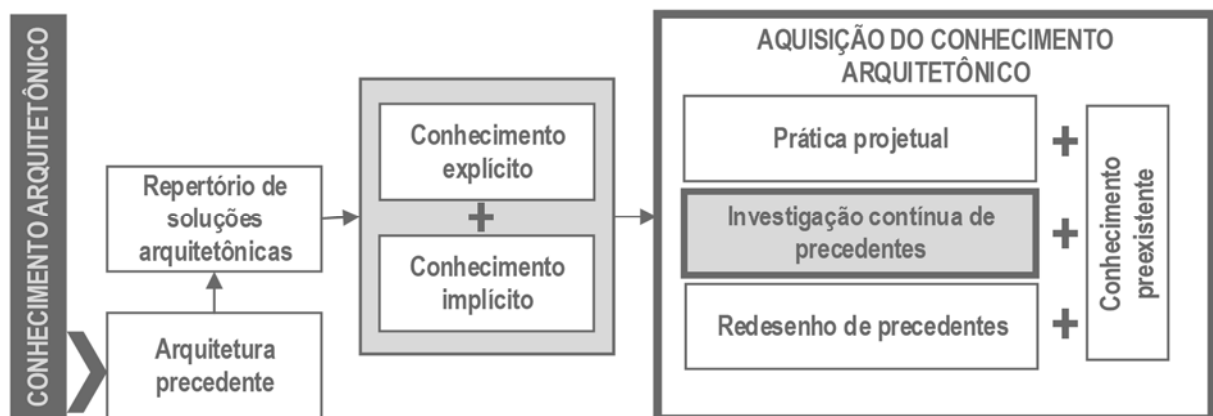 CONHECIMENTO ARQUITETÔNICO
Arquitetura
precedente
Repertório de
soluções
arquitetônicas
Conhecimento
explícito
+
Conhecimento
implícito
AQUISIÇÃO DO CONHECIMENTO
ARQUITETÔNICO
Prática projetual
+
Investigação contínua de
precedentes
+
Redesenho de precedentes
+
Conhecimento
preexistente